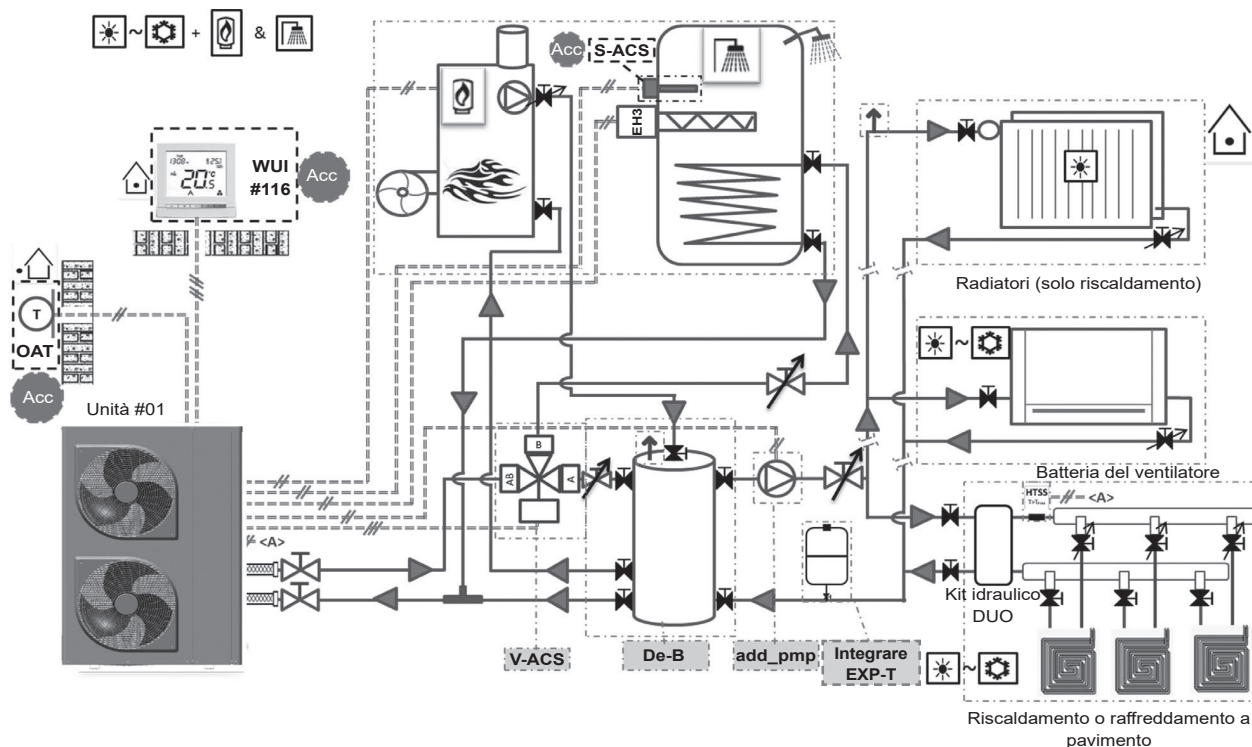 +
&
Acc
S-ACS
EH3
WUI
#116
Acc
20.5
°C
T
OAT
Acc
Unità #01
Radiatori (solo riscaldamento)
~
Batteria del ventilatore
B
AB
A
<A>
HTSS
<A>
Kit idraulico
DUO
V-ACS
De-B
add_pmp
Integrare
EXP-T
~
Riscaldamento o raffreddamento a
pavimento